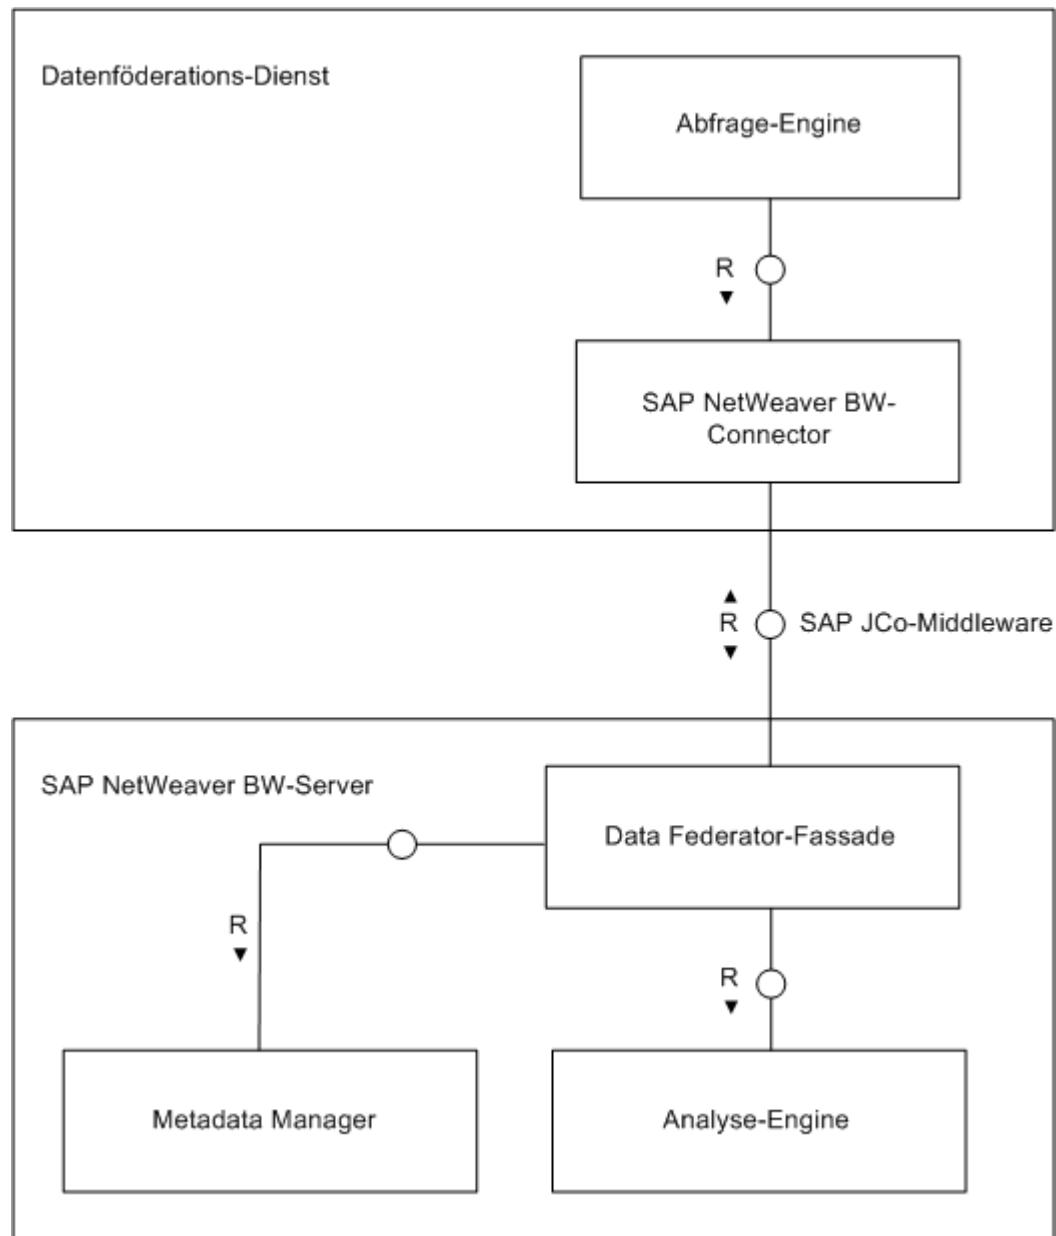 Datenföderations-Dienst
Abfrage-Engine
R
▼
SAP NetWeaver BW-
Connector
▲
R
▼
SAP JCo-Middleware
SAP NetWeaver BW-Server
Data Federator-Fassade
R
▼
R
▼
Metadata Manager
Analyse-Engine